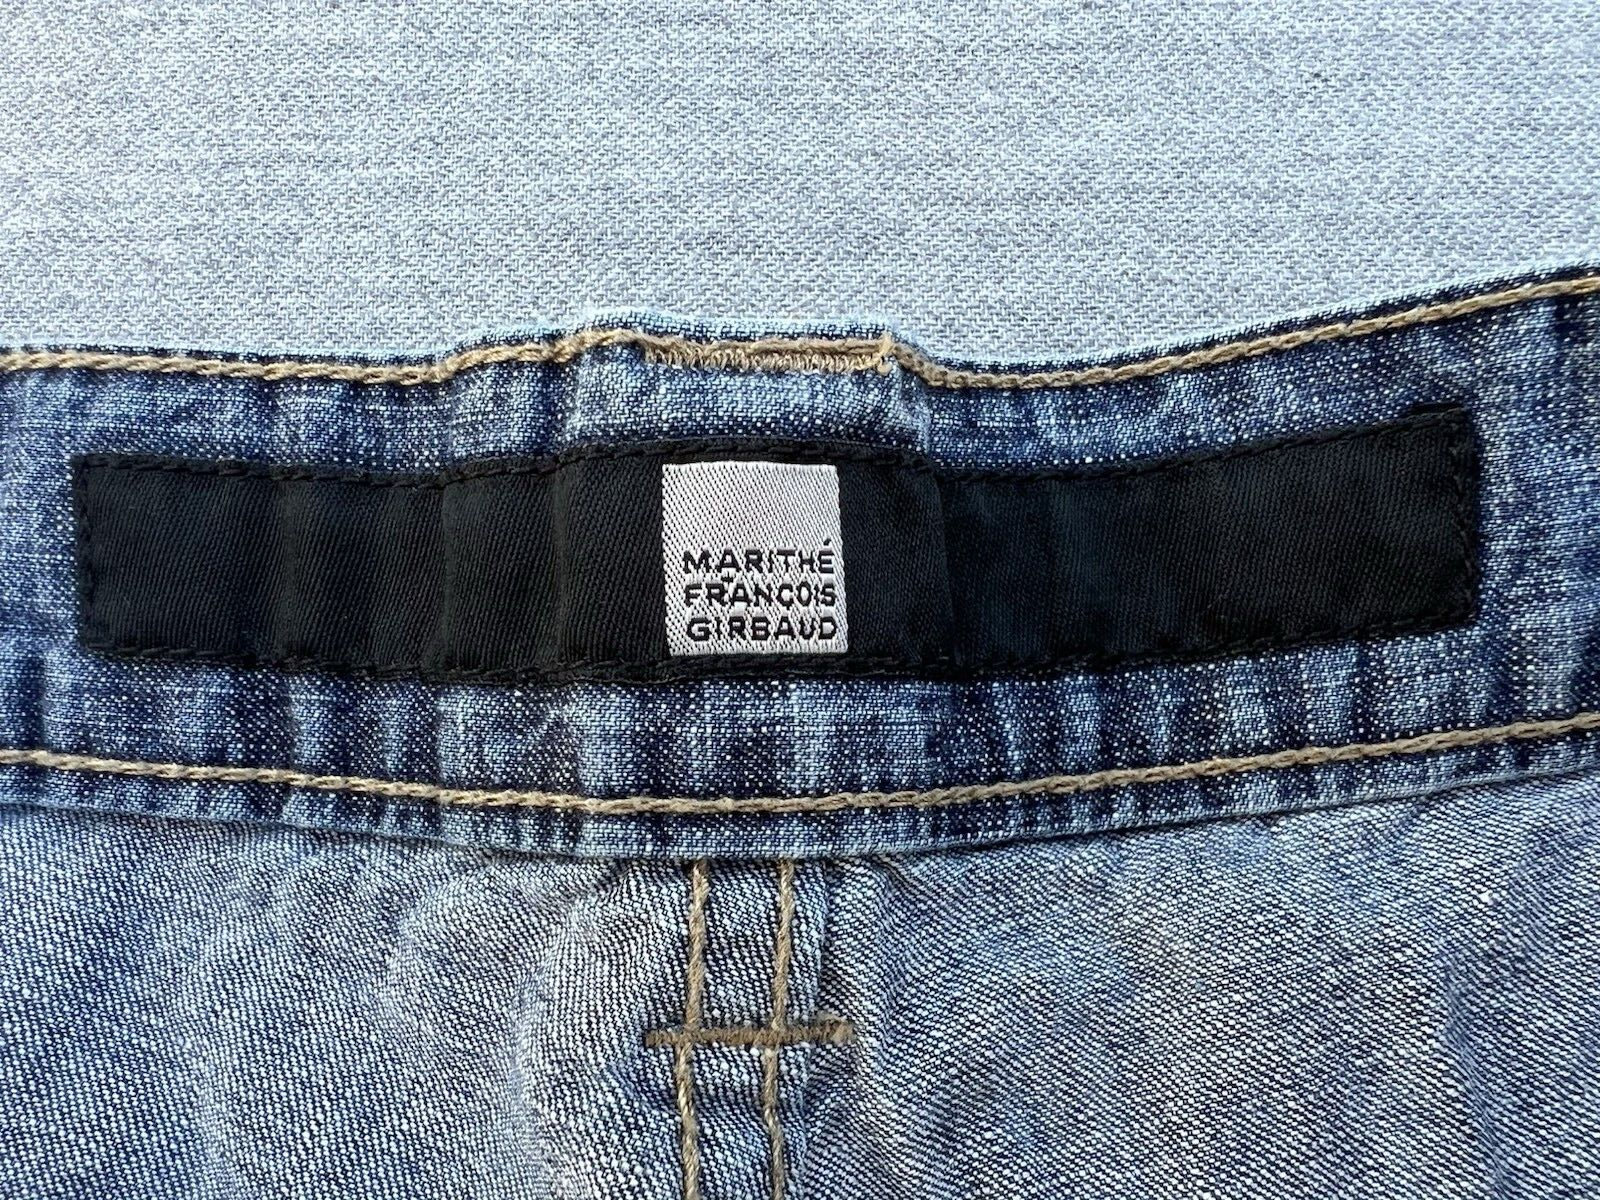 MARITHÉ
+
FRANÇOIS
GIRBAUD